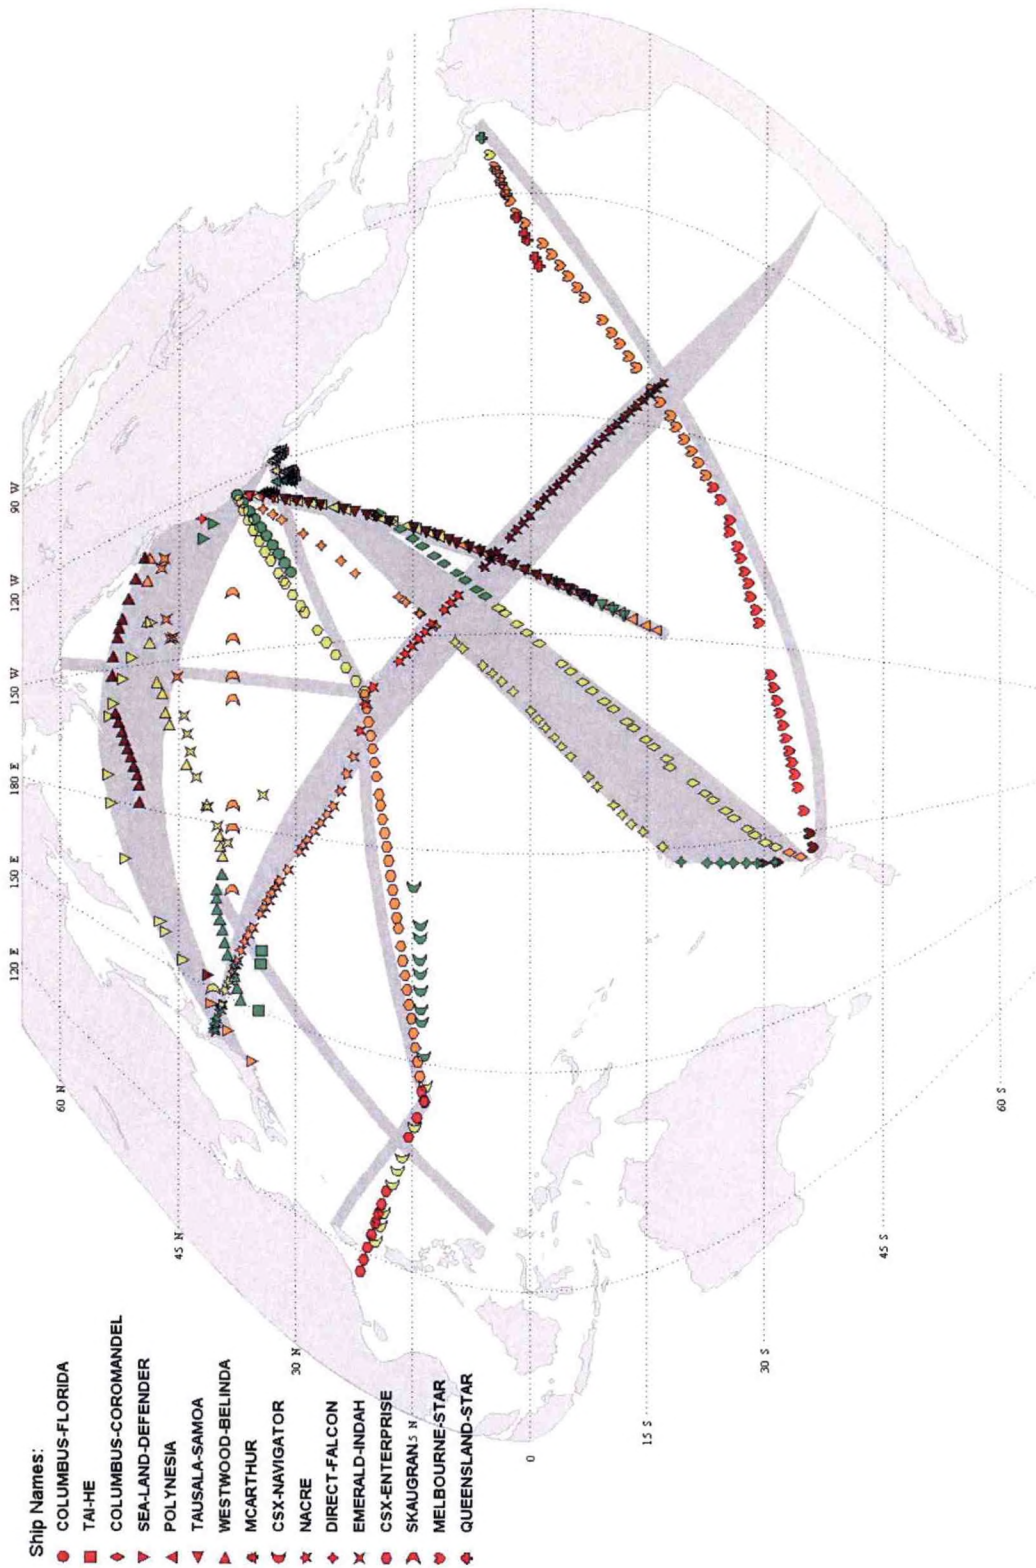 Ship Names:
COLUMBUS-FLORIDA
TAI-HE
COLUMBUS-COROMANDEL
SEA-LAND-DEFENDER
POLYNESIA
TAUSALA-SAMOA
WESTWOOD-BELINDA
MCARTHUR
CSX-NAVIGATOR
NACRE
DIRECT-FALCON
EMERALD-INDAH
CSX-ENTERPRISE
SKAUGRAN
MELBOURNE-STAR
QUEENSLAND-STAR
120 E
150 E
180 E
150 W
120 W
90 W
60 N
45 N
30 N
5 N
0
15 S
30 S
45 S
60 S